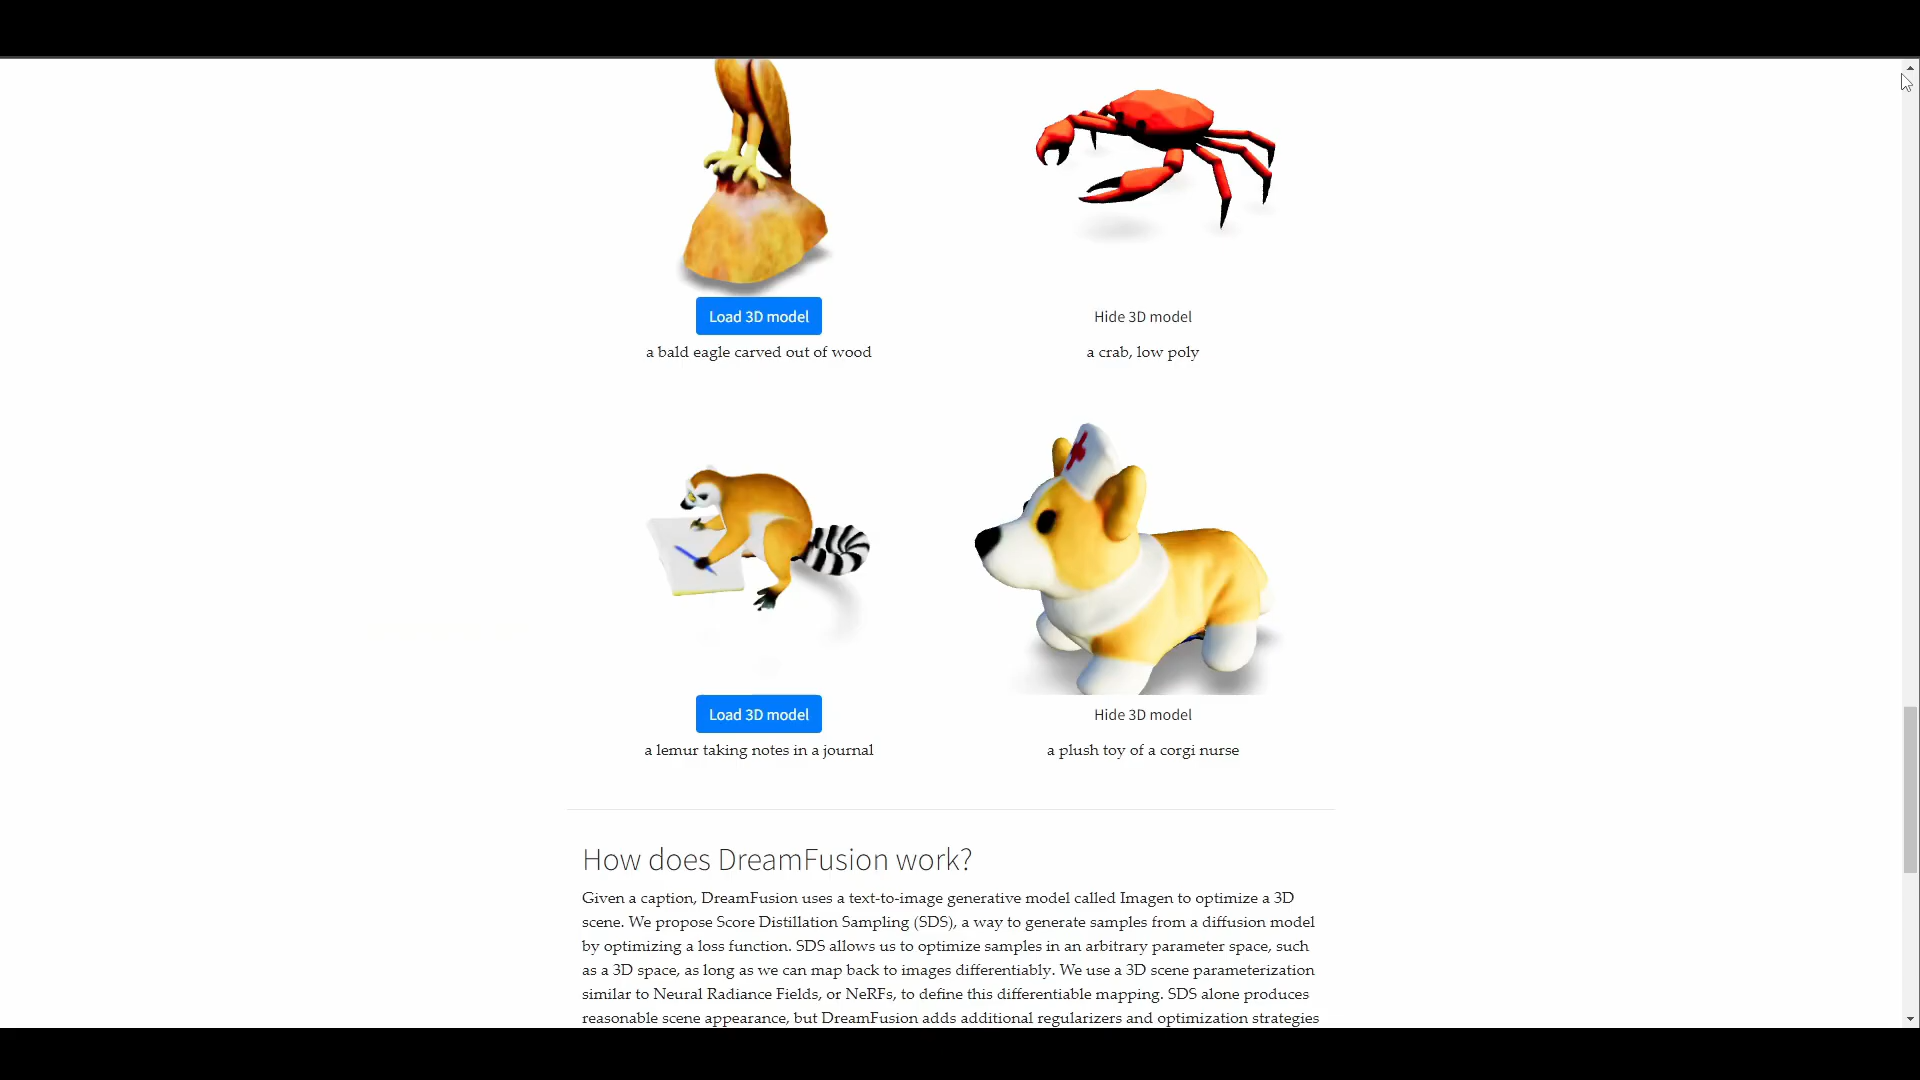 Load 3D model
Hide 3D model
a bald eagle carved out of wood
a crab, low poly
Load 3D model
Hide 3D model
a lemur taking notes in a journal
a plush toy of a corgi nurse
How does DreamFusion work?
Given a caption, DreamFusion uses a text-to-image generative model called Imagen to optimize a 3D
scene. We propose Score Distillation Sampling (SDS), a way to generate samples from a diffusion model
by optimizing a loss function. SDS allows us to optimize samples in an arbitrary parameter space, such
as a 3D space, as long as we can map back to images differentiably. We use a 3D scene parameterization
similar to Neural Radiance Fields, or NeRFs, to define this differentiable mapping. SDS alone produces
reasonable scene appearance, but DreamFusion adds additional regularizers and optimization strategies